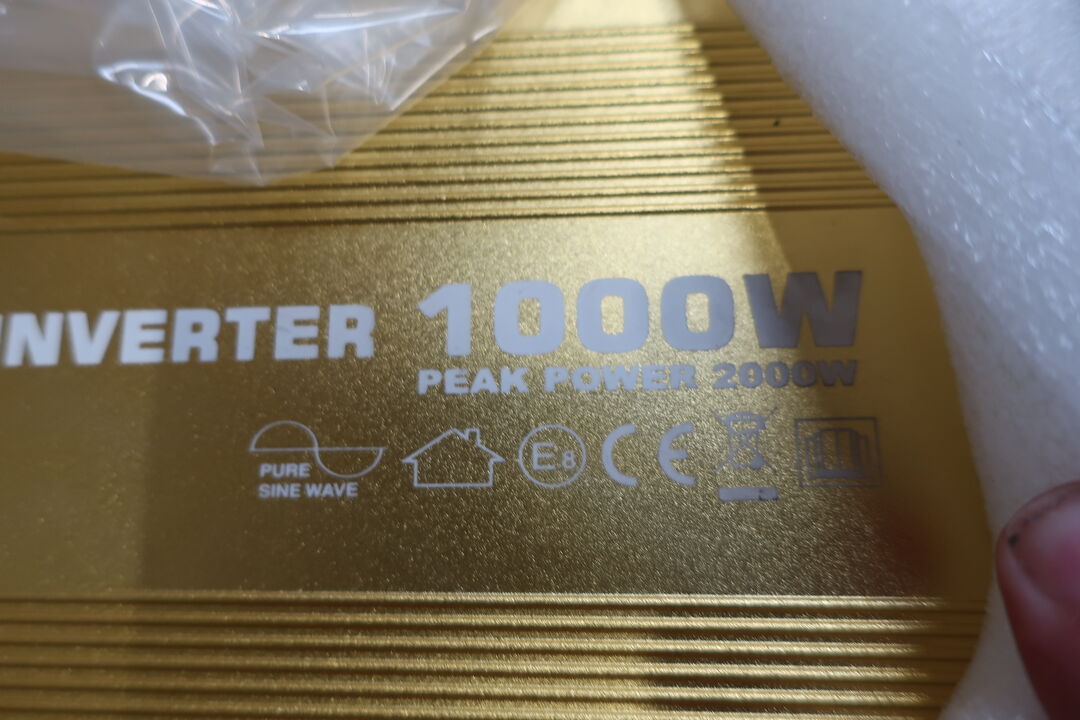 INVERTER 1000W
PEAK POWER 2000W
PURE
SINE WAVE
E8
CE